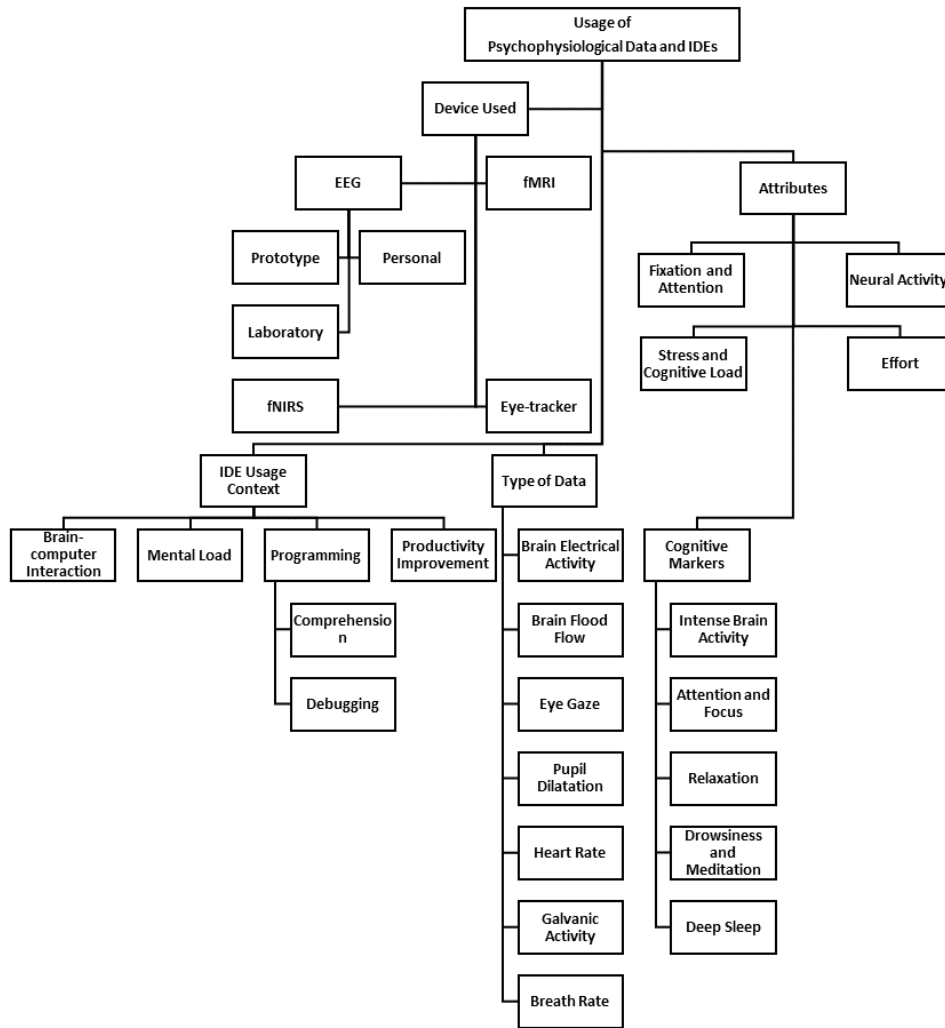 Usage of
Psychophysiological Data and IDEs
Device Used
EEG
fMRI
Attributes
Prototype
Personal
Fixation and
Attention
Neural Activity
Laboratory
Stress and
Cognitive Load
Effort
fNIRS
Eye-tracker
IDE Usage
Context
Type of Data
Brain-
computer
Interaction
Mental Load
Programming
Productivity
Improvement
Brain Electrical
Activity
Cognitive
Markers
Comprehensio
n
Brain Flood
Flow
Intense Brain
Activity
Debugging
Eye Gaze
Attention and
Focus
Pupil
Dilatation
Relaxation
Heart Rate
Drowsiness
and
Meditation
Galvanic
Activity
Deep Sleep
Breath Rate